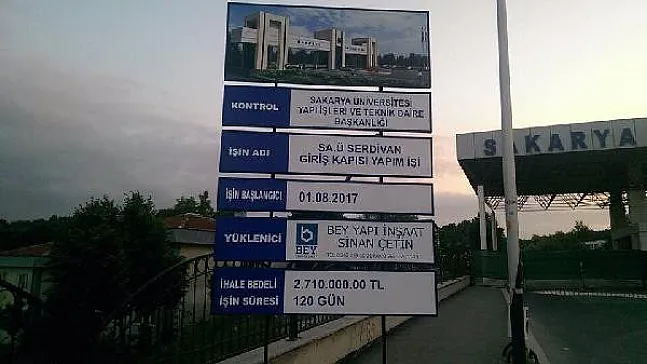 KONTROL
SAKARYA ÜNİVERSİTESİ
YAPI İŞLERİ VE TEKNİK DAİRE
BAŞKANLIĞI
İŞİN ADI
SA.Ü SERDİVAN
GİRİŞ KAPISI YAPIM İŞİ
İŞİN BAŞLANGICI
01.08.2017
YÜKLENİCİ
BEY
BEY YAPI İNŞAAT
SİNAN ÇETİN
İHALE BEDELİ
2.710.000.00 TL
İŞİN SÜRESİ
120 GÜN
SAKARYA